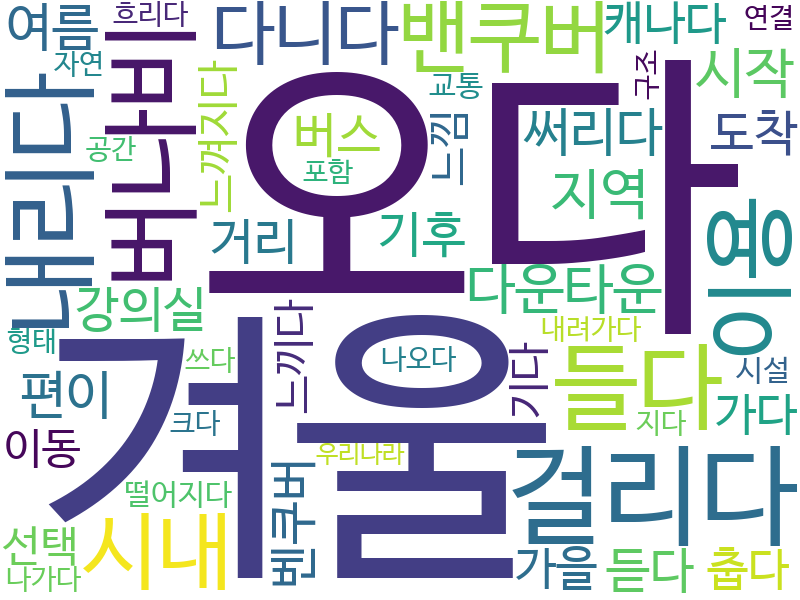 여름
흐리다
다니다
밴쿠버
캐나다
연결
자연
버나비
느껴지다
오다
교통
구조
시작
내리다
공간
버스
포함
느낌
써리다
도착
지역
거리
기후
이용
강의실
다운타운
형태
겨울
느끼다
내려가다
편이
쓰다
나오다
기다
들다
시설
이동
크다
우리나라
지다
가다
떨어지다
벤쿠버
걸리다
선택
시내
나가다
가을
듣다
춥다